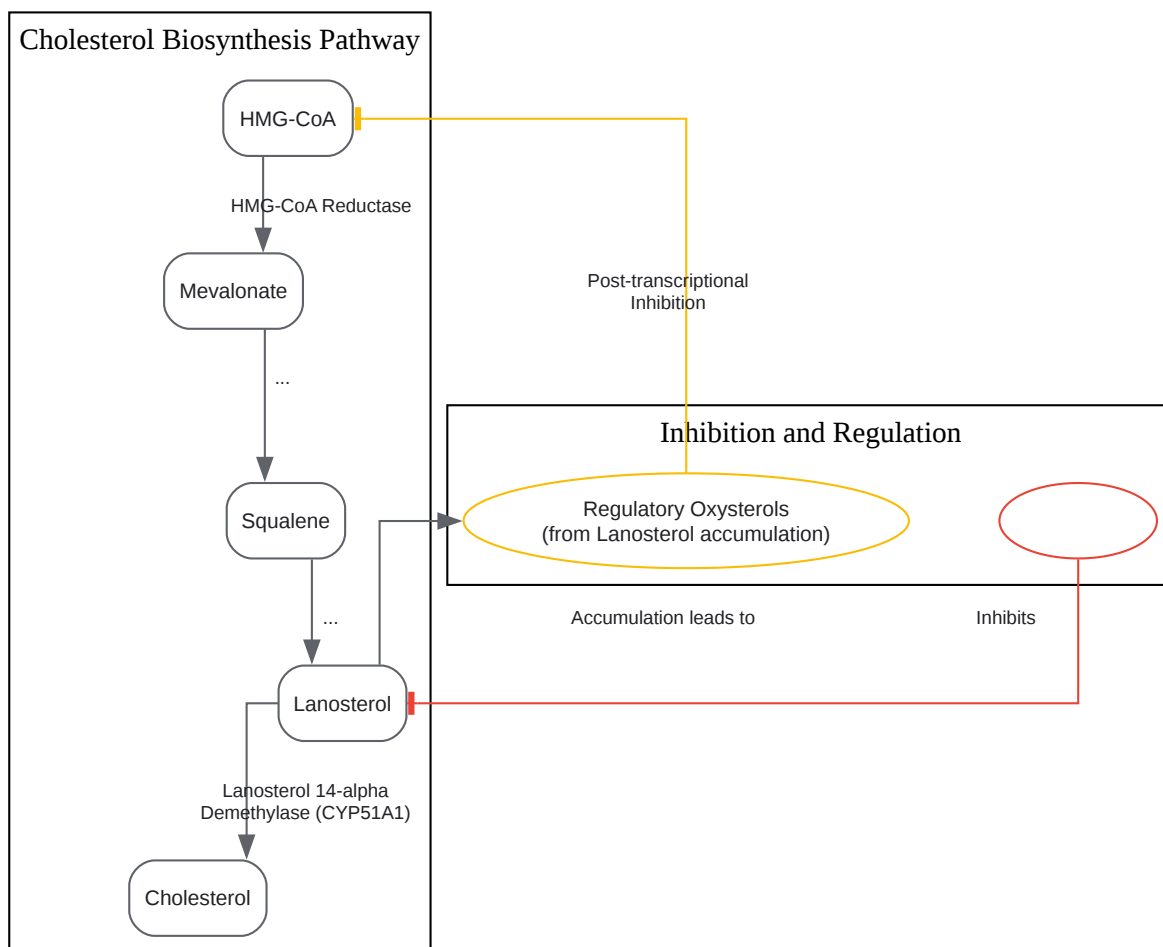 Cholesterol Biosynthesis Pathway
HMG-CoA
HMG-CoA Reductase
Mevalonate
Post-transcriptional
Inhibition
...
Inhibition and Regulation
Squalene
Regulatory Oxysterols
(from Lanosterol accumulation)
...
Accumulation leads to
Inhibits
Lanosterol
Lanosterol 14-alpha
Demethylase (CYP51A1)
Cholesterol